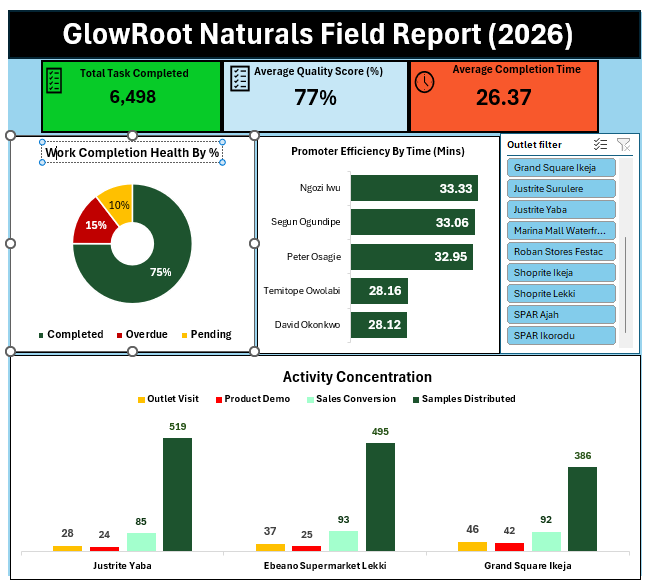 GlowRoot Naturals Field Report (2026)
Total Task Completed
6,498
Average Quality Score (%)
77%
Average Completion Time
26.37
Work Completion Health By %
10%
15%
75%
Completed
Overdue
Pending
Promoter Efficiency By Time (Mins)
Ngozi Iwu
33.33
Segun Ogundipe
33.06
Peter Osagie
32.95
Temitope Owolabi
28.16
David Okonkwo
28.12
Outlet filter
Grand Square Ikeja
Justrite Surulere
Justrite Yaba
Marina Mall Waterfr...
Roban Stores Festac
Shoprite Ikeja
Shoprite Lekki
SPAR Ajah
SPAR Ikorodu
Activity Concentration
Outlet Visit
Product Demo
Sales Conversion
Samples Distributed
28
24
85
519
37
25
93
495
46
42
92
386
Justrite Yaba
Ebeano Supermarket Lekki
Grand Square Ikeja